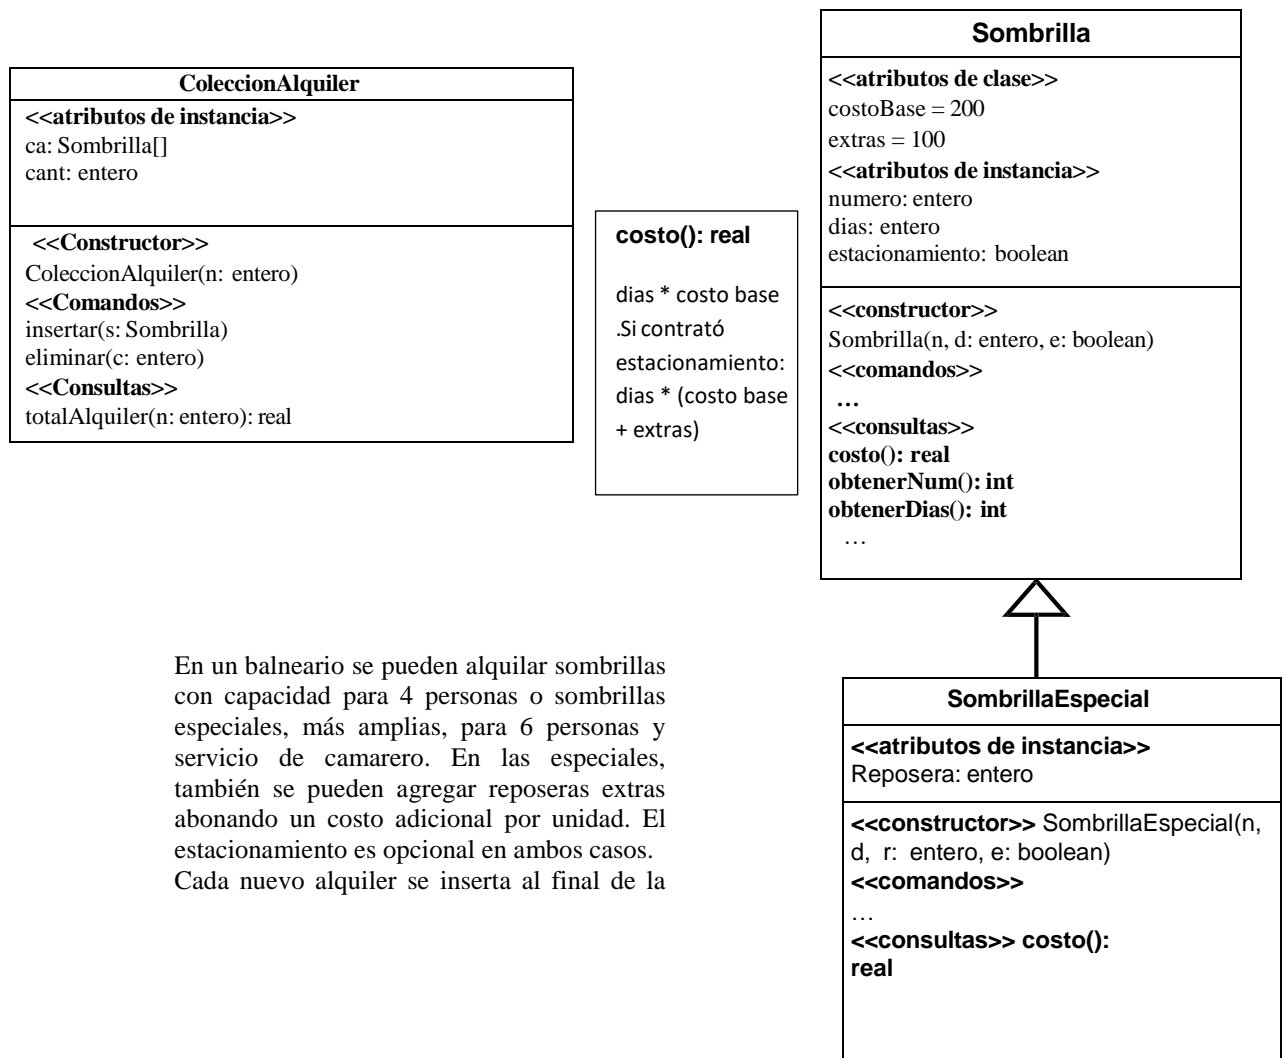 ColeccionAlquiler
<<atributos de instancia>>
ca: Sombrilla[]
cant: entero
<<Constructor>>
ColeccionAlquiler(n: entero)
<<Comandos>>
insertar(s: Sombrilla)
eliminar(c: entero)
<<Consultas>>
totalAlquiler(n: entero): real
costo(): real
dias * costo base
.Si contrató
estacionamiento:
dias * (costo base
+ extras)
Sombrilla
<<atributos de clase>>
costoBase = 200
extras = 100
<<atributos de instancia>>
numero: entero
dias: entero
estacionamiento: boolean
<<constructor>>
Sombrilla(n, d: entero, e: boolean)
<<comandos>>
…
<<consultas>>
costo(): real
obtenerNum(): int
obtenerDias(): int
…
En un balneario se pueden alquilar sombrillas
con capacidad para 4 personas o sombrillas
especiales, más amplias, para 6 personas y
servicio de camarero. En las especiales,
también se pueden agregar reposeras extras
abonando un costo adicional por unidad. El
estacionamiento es opcional en ambos casos.
Cada nuevo alquiler se inserta al final de la
SombrillaEspecial
<<atributos de instancia>>
Reposera: entero
<<constructor>> SombrillaEspecial(n,
d, r: entero, e: boolean)
<<comandos>>
…
<<consultas>> costo():
real